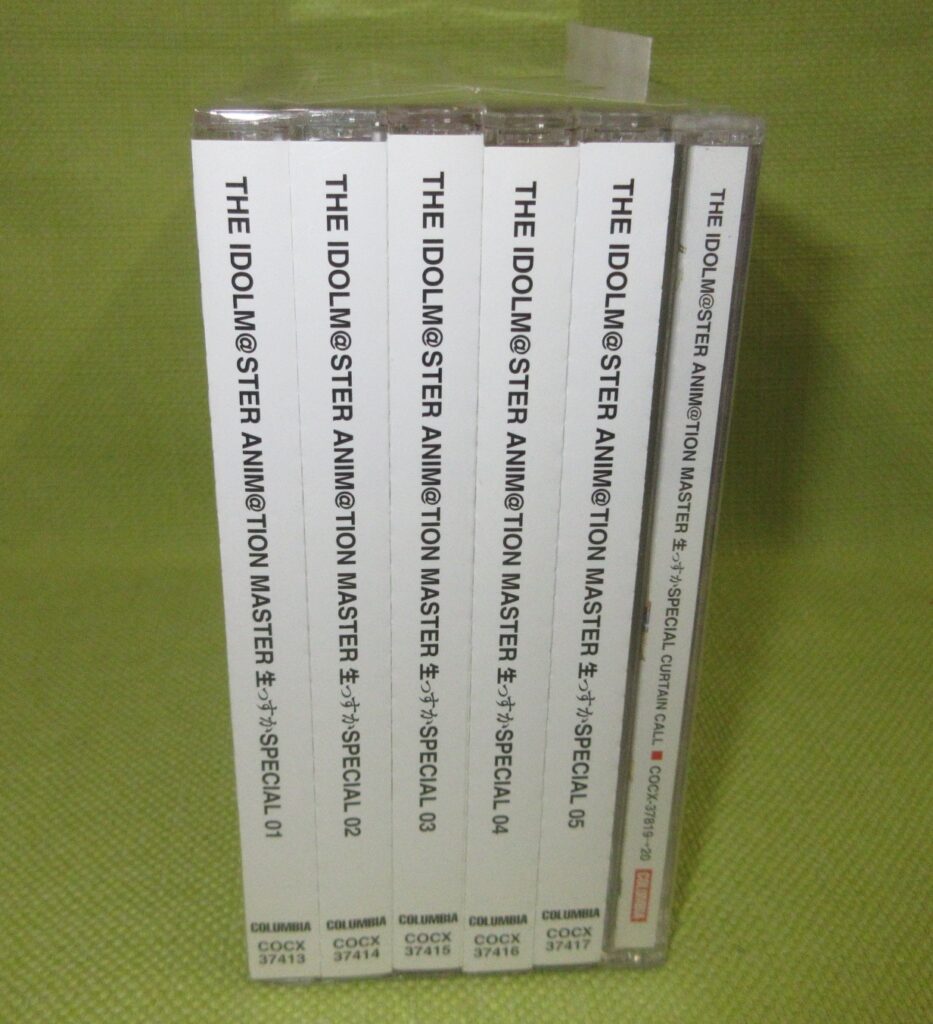 THE IDOLM@STER ANIM@TION MASTER 生っすかSPECIAL 01
COLUMBIA
COCX
37413
THE IDOLM@STER ANIM@TION MASTER 生っすかSPECIAL 02
COLUMBIA
COCX
37414
THE IDOLM@STER ANIM@TION MASTER 生っすかSPECIAL 03
COLUMBIA
COCX
37415
THE IDOLM@STER ANIM@TION MASTER 生っすかSPECIAL 04
COLUMBIA
COCX
37416
THE IDOLM@STER ANIM@TION MASTER 生っすかSPECIAL 05
COLUMBIA
COCX
37417
THE IDOLM@STER ANIM@TION MASTER 生っすかSPECIAL CURTAIN CALL ■ COCX-37819→20 COLUMBIA